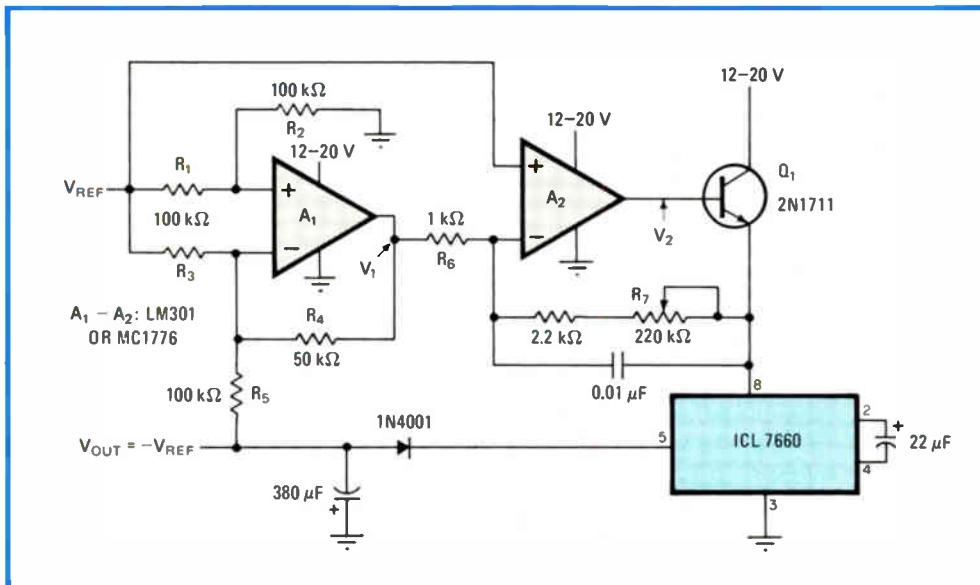 12–20 V
100 kΩ
R2
12–20 V
12–20 V
R1
Q1
VREF
+
A1
+
A2
2N1711
100 kΩ
−
1 kΩ
−
V2
R3
V1
R6
R7
A1 – A2: LM301
OR MC1776
R4
50 kΩ
2.2 kΩ
220 kΩ
100 kΩ
R5
0.01 μF
8
1N4001
2
+
VOUT = –VREF
5
ICL 7660
22 μF
4
380 μF
+
3